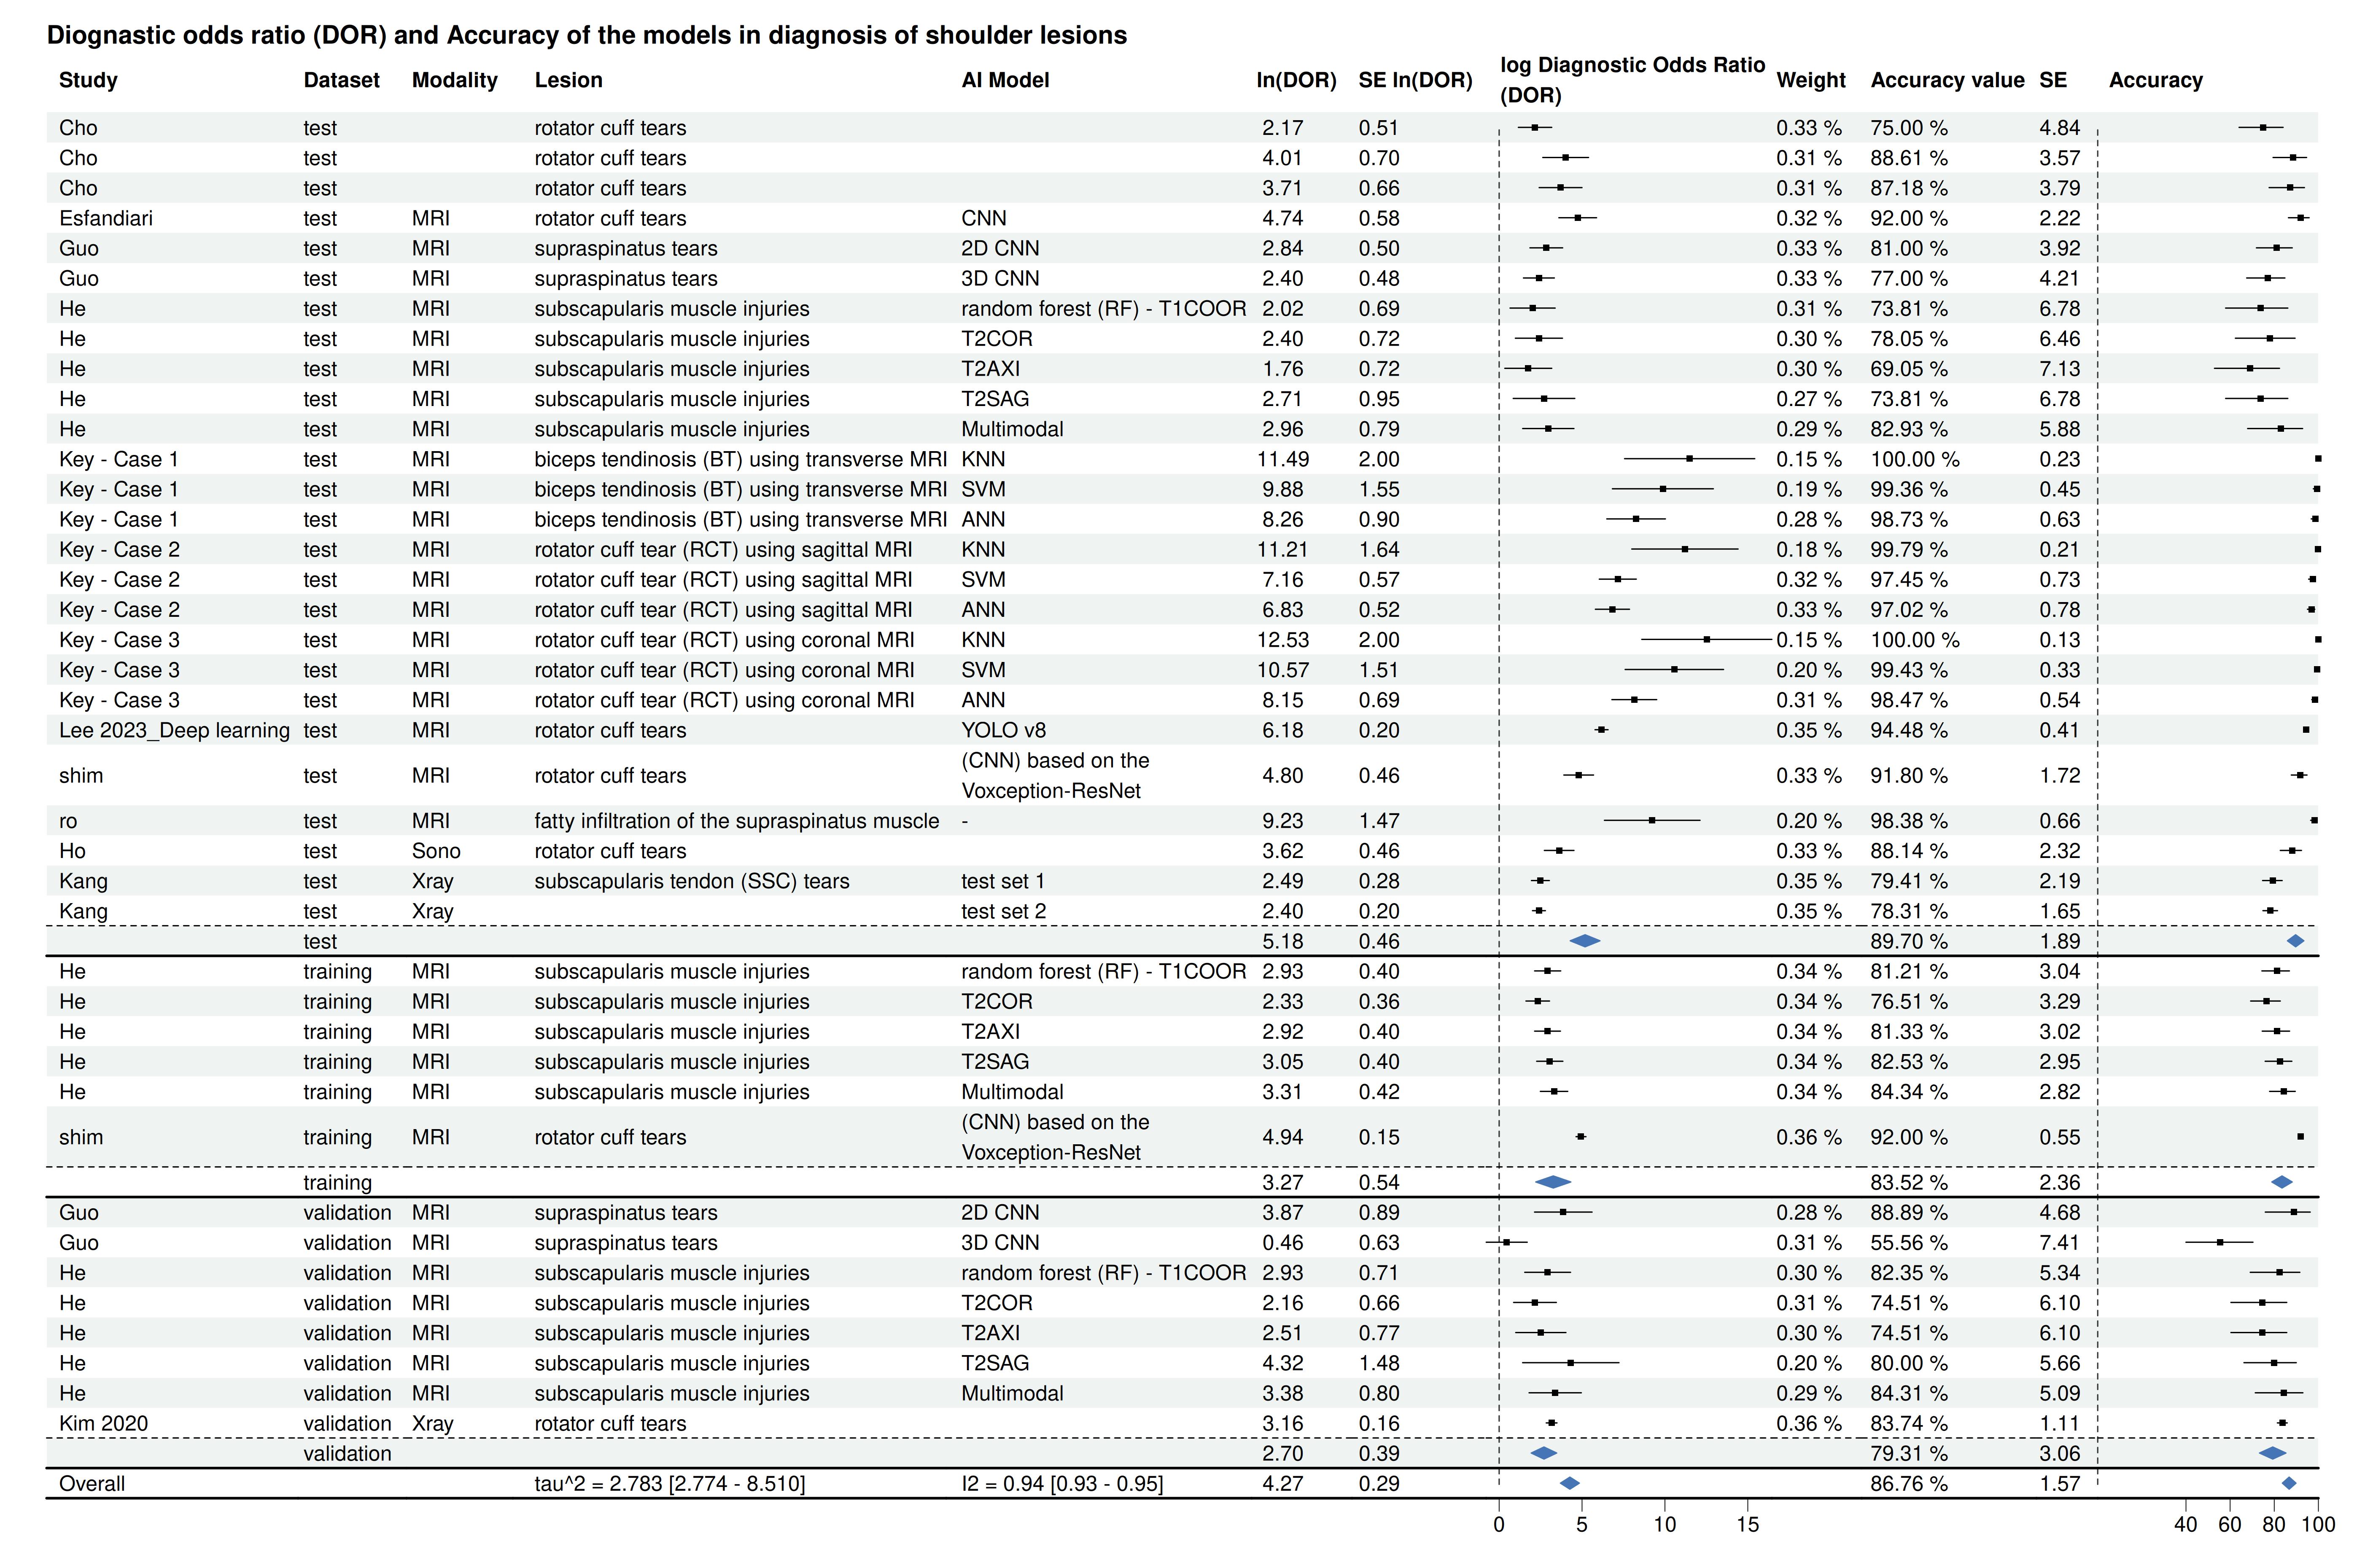 Diognastic odds ratio (DOR) and Accuracy of the models in diagnosis of shoulder lesions
Study Dataset Modality Lesion AI Model ln(DOR) SE ln(DOR) log Diagnostic Odds Ratio (DOR) Weight Accuracy value SE Accuracy
Cho test rotator cuff tears 2.17 0.51 0.33 % 75.00 % 4.84
Cho test rotator cuff tears 4.01 0.70 0.31 % 88.61 % 3.57
Cho test rotator cuff tears 3.71 0.66 0.31 % 87.18 % 3.79
Esfandiari test MRI rotator cuff tears CNN 4.74 0.58 0.32 % 92.00 % 2.22
Guo test MRI supraspinatus tears 2D CNN 2.84 0.50 0.33 % 81.00 % 3.92
Guo test MRI supraspinatus tears 3D CNN 2.40 0.48 0.33 % 77.00 % 4.21
He test MRI subscapularis muscle injuries random forest (RF) - T1COOR 2.02 0.69 0.31 % 73.81 % 6.78
He test MRI subscapularis muscle injuries T2COR 2.40 0.72 0.30 % 78.05 % 6.46
He test MRI subscapularis muscle injuries T2AXI 1.76 0.72 0.30 % 69.05 % 7.13
He test MRI subscapularis muscle injuries T2SAG 2.71 0.95 0.27 % 73.81 % 6.78
He test MRI subscapularis muscle injuries Multimodal 2.96 0.79 0.29 % 82.93 % 5.88
Key - Case 1 test MRI biceps tendinosis (BT) using transverse MRI KNN 11.49 2.00 0.15 % 100.00 % 0.23
Key - Case 1 test MRI biceps tendinosis (BT) using transverse MRI SVM 9.88 1.55 0.19 % 99.36 % 0.45
Key - Case 1 test MRI biceps tendinosis (BT) using transverse MRI ANN 8.26 0.90 0.28 % 98.73 % 0.63
Key - Case 2 test MRI rotator cuff tear (RCT) using sagittal MRI KNN 11.21 1.64 0.18 % 99.79 % 0.21
Key - Case 2 test MRI rotator cuff tear (RCT) using sagittal MRI SVM 7.16 0.57 0.32 % 97.45 % 0.73
Key - Case 2 test MRI rotator cuff tear (RCT) using sagittal MRI ANN 6.83 0.52 0.33 % 97.02 % 0.78
Key - Case 3 test MRI rotator cuff tear (RCT) using coronal MRI KNN 12.53 2.00 0.15 % 100.00 % 0.13
Key - Case 3 test MRI rotator cuff tear (RCT) using coronal MRI SVM 10.57 1.51 0.20 % 99.43 % 0.33
Key - Case 3 test MRI rotator cuff tear (RCT) using coronal MRI ANN 8.15 0.69 0.31 % 98.47 % 0.54
Lee 2023_Deep learning test MRI rotator cuff tears YOLO v8 6.18 0.20 0.35 % 94.48 % 0.41
shim test MRI rotator cuff tears (CNN) based on the Voxception-ResNet 4.80 0.46 0.33 % 91.80 % 1.72
ro test MRI fatty infiltration of the supraspinatus muscle - 9.23 1.47 0.20 % 98.38 % 0.66
Ho test Sono rotator cuff tears 3.62 0.46 0.33 % 88.14 % 2.32
Kang test Xray subscapularis tendon (SSC) tears test set 1 2.49 0.28 0.35 % 79.41 % 2.19
Kang test Xray test set 2 2.40 0.20 0.35 % 78.31 % 1.65
test 5.18 0.46 89.70 % 1.89
He training MRI subscapularis muscle injuries random forest (RF) - T1COOR 2.93 0.40 0.34 % 81.21 % 3.04
He training MRI subscapularis muscle injuries T2COR 2.33 0.36 0.34 % 76.51 % 3.29
He training MRI subscapularis muscle injuries T2AXI 2.92 0.40 0.34 % 81.33 % 3.02
He training MRI subscapularis muscle injuries T2SAG 3.05 0.40 0.34 % 82.53 % 2.95
He training MRI subscapularis muscle injuries Multimodal 3.31 0.42 0.34 % 84.34 % 2.82
shim training MRI rotator cuff tears (CNN) based on the Voxception-ResNet 4.94 0.15 0.36 % 92.00 % 0.55
training 3.27 0.54 83.52 % 2.36
Guo validation MRI supraspinatus tears 2D CNN 3.87 0.89 0.28 % 88.89 % 4.68
Guo validation MRI supraspinatus tears 3D CNN 0.46 0.63 0.31 % 55.56 % 7.41
He validation MRI subscapularis muscle injuries random forest (RF) - T1COOR 2.93 0.71 0.30 % 82.35 % 5.34
He validation MRI subscapularis muscle injuries T2COR 2.16 0.66 0.31 % 74.51 % 6.10
He validation MRI subscapularis muscle injuries T2AXI 2.51 0.77 0.30 % 74.51 % 6.10
He validation MRI subscapularis muscle injuries T2SAG 4.32 1.48 0.20 % 80.00 % 5.66
He validation MRI subscapularis muscle injuries Multimodal 3.38 0.80 0.29 % 84.31 % 5.09
Kim 2020 validation Xray rotator cuff tears 3.16 0.16 0.36 % 83.74 % 1.11
validation 2.70 0.39 79.31 % 3.06
Overall tau^2 = 2.783 [2.774 - 8.510] I2 = 0.94 [0.93 - 0.95] 4.27 0.29 86.76 % 1.57
0 5 10 15 40 60 80 100